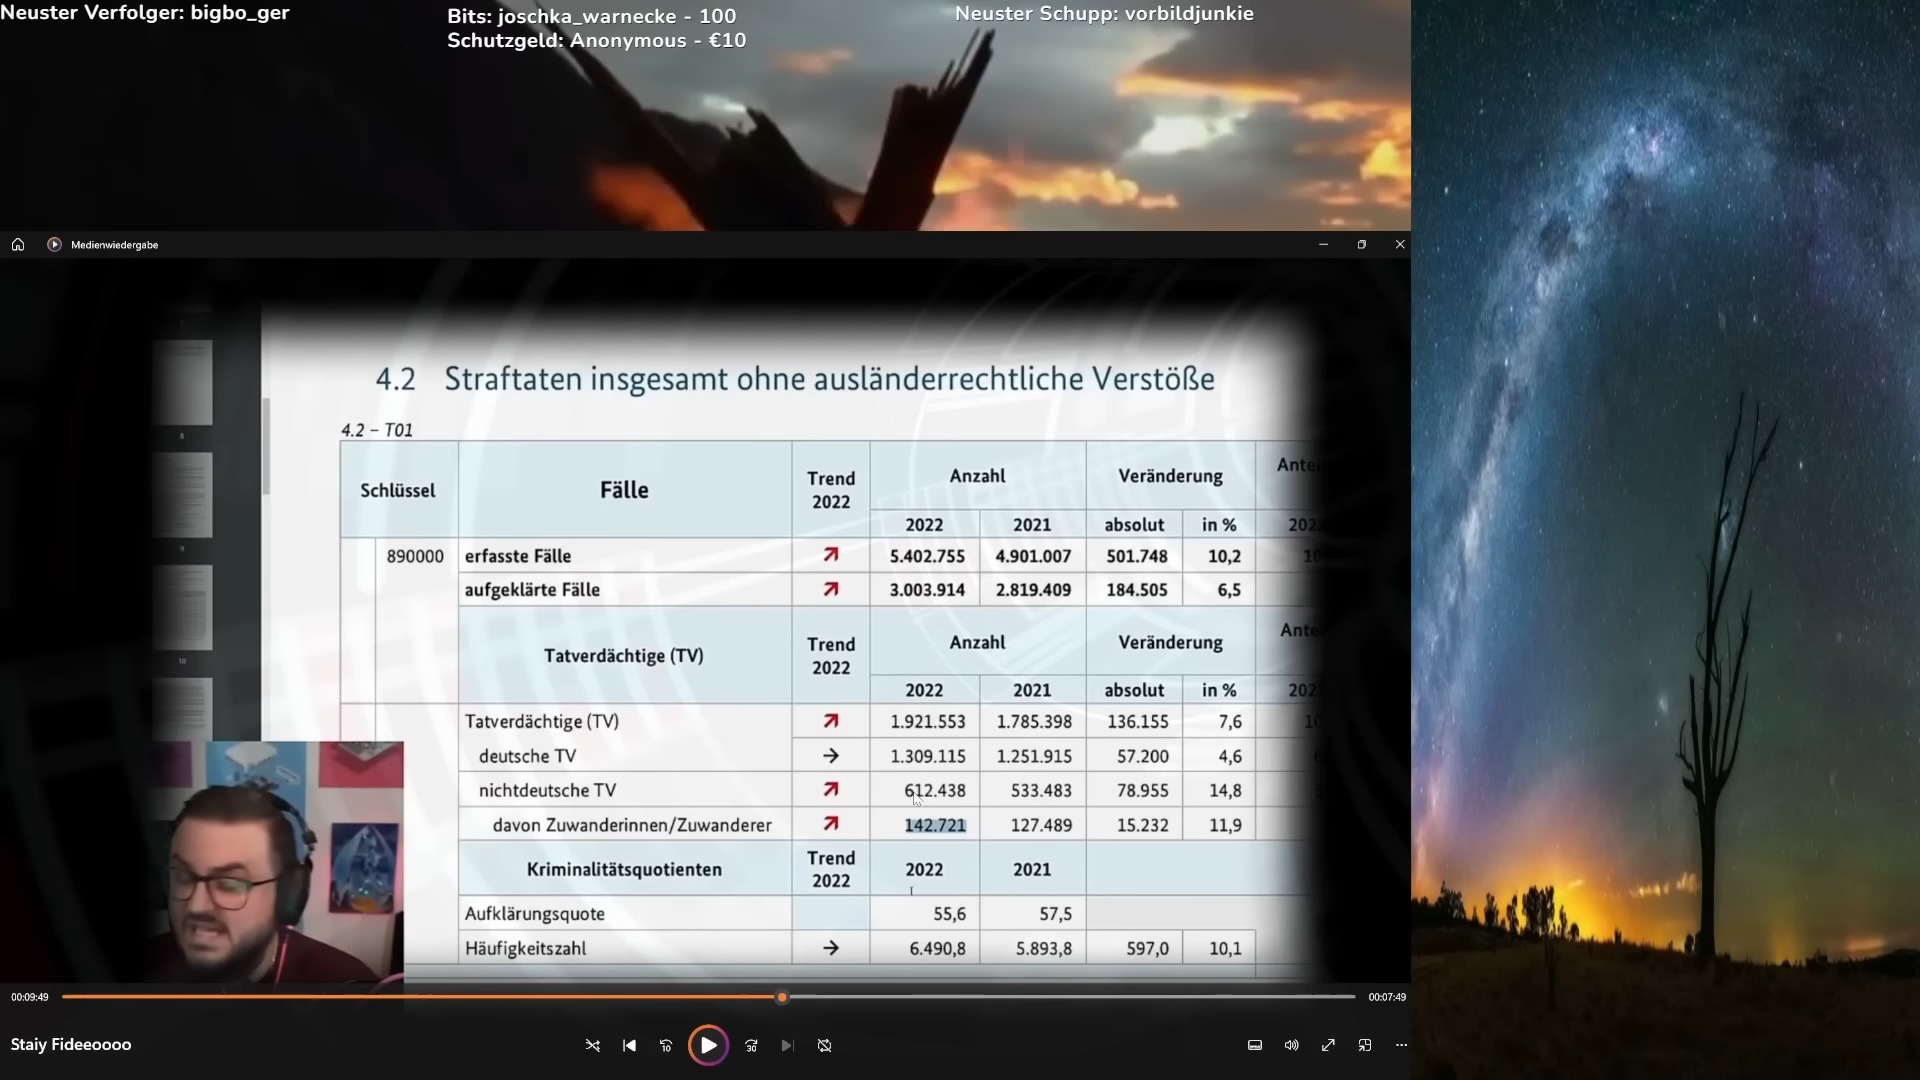 Neuster Verfolger: bigbo_ger
Bits: joschka_warnecke - 100
Schutzgeld: Anonymous - €10
Neuster Schupp: vorbildjunkie
Medienwiedergabe
4.2 Straftaten insgesamt ohne ausländerrechtliche Verstöße
4.2 – T01
Schlüssel Fälle Trend 2022 Anzahl Veränderung
2022 2021 absolut in %
890000 erfasste Fälle 5.402.755 4.901.007 501.748 10,2
aufgeklärte Fälle 3.003.914 2.819.409 184.505 6,5
Tatverdächtige (TV) Trend 2022 Anzahl Veränderung
2022 2021 absolut in %
Tatverdächtige (TV) 1.921.553 1.785.398 136.155 7,6
deutsche TV → 1.309.115 1.251.915 57.200 4,6
nichtdeutsche TV 612.438 533.483 78.955 14,8
davon Zuwanderinnen/Zuwanderer 142.721 127.489 15.232 11,9
Kriminalitätsquotienten Trend 2022 2022 2021
Aufklärungsquote 55,6 57,5
Häufigkeitszahl → 6.490,8 5.893,8 597,0 10,1
00:09:49 00:07:49
Staiy Fideeoooo
10 30